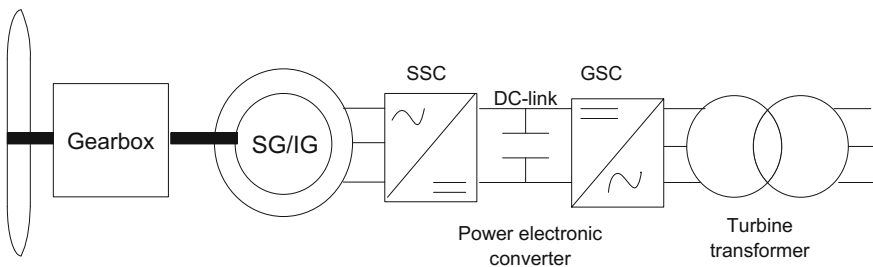 SSC
GSC
DC-link
Gearbox
SG/IG
Power electronic
converter
Turbine
transformer